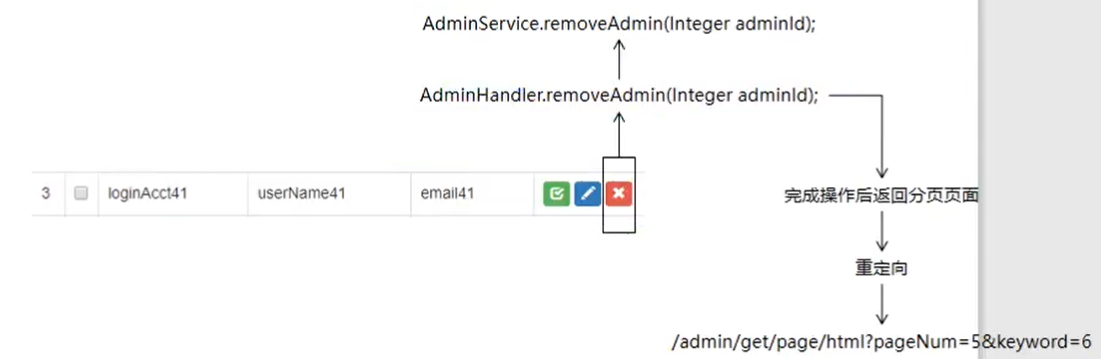 AdminService.removeAdmin(Integer adminId);
AdminHandler.removeAdmin(Integer adminId);
3 loginAcct41 userName41 email41
完成操作后返回分页页面
重定向
/admin/get/page/html?pageNum=5&keyword=6